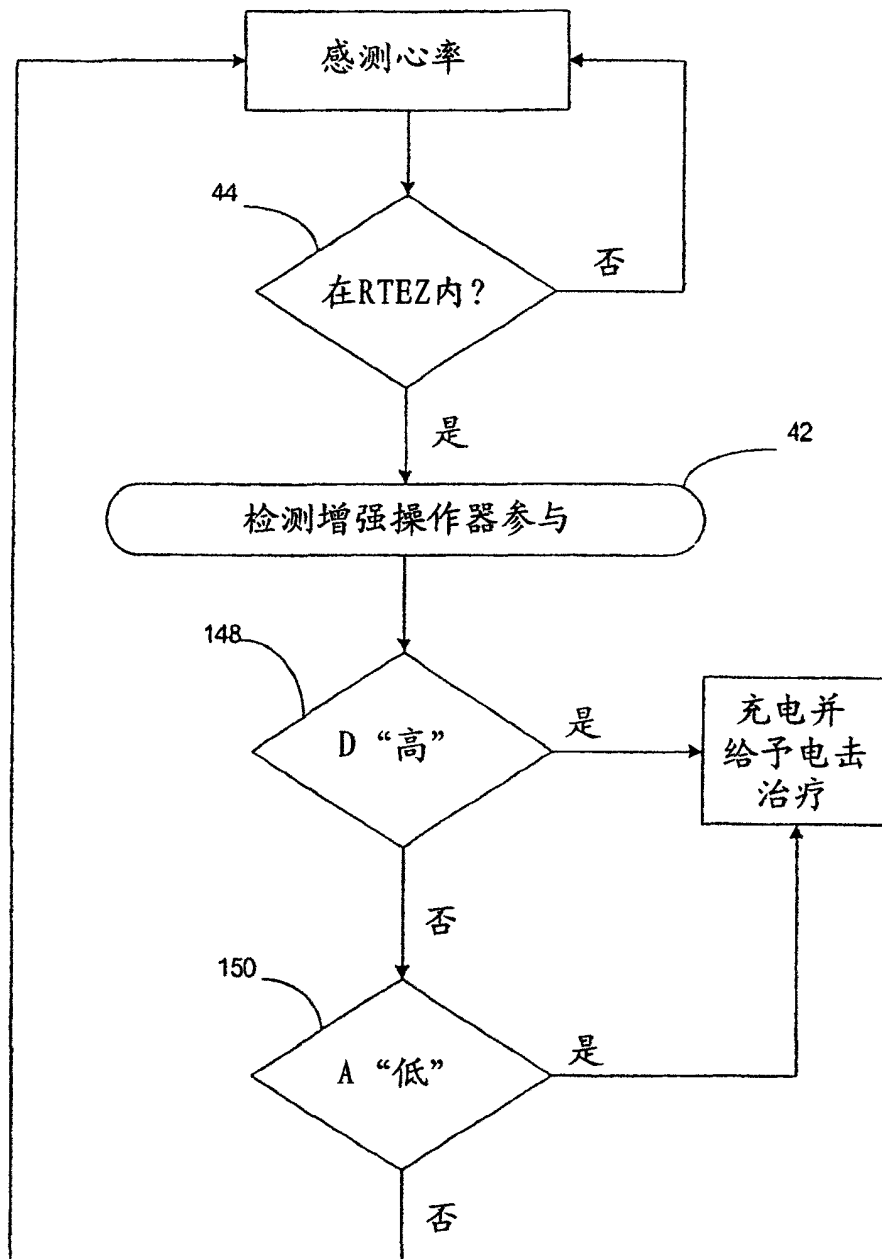 感测心率
44
在RTEZ内?
否
是
42
检测增强操作器参与
148
D “高”
是
充电并
给予电击
治疗
否
150
A “低”
是
否